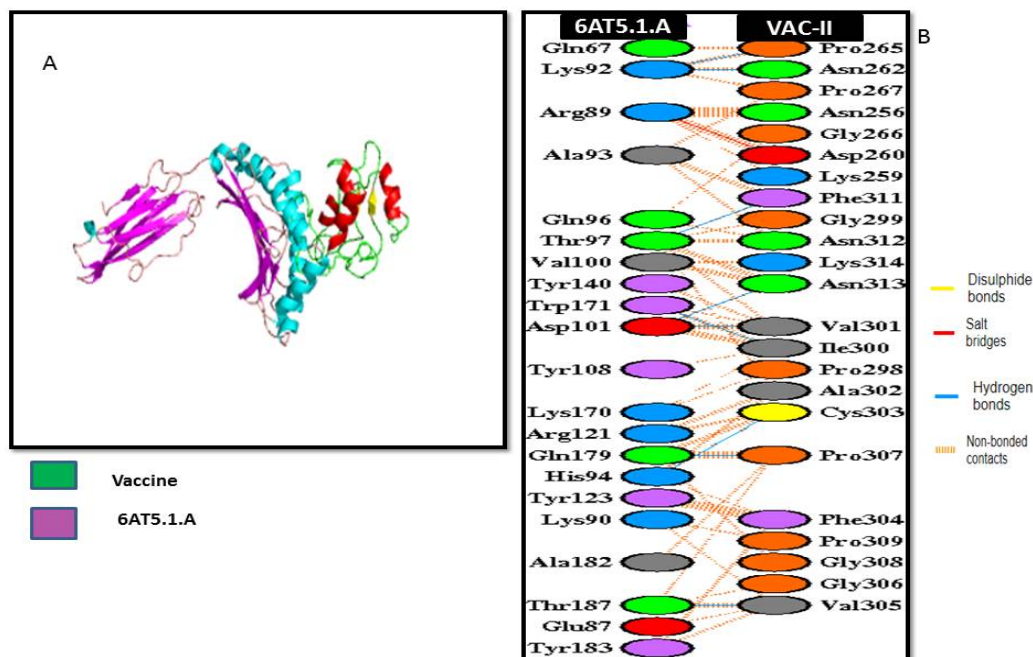 A
Vaccine
6AT5.1.A
6AT5.1.A VAC-II
B
Gln67 Pro265
Lys92 Asn262
Pro267
Arg89 Asn256
Gly266
Ala93 Asp260
Lys259
Phe311
Gln96 Gly299
Thr97 Asn312
Val100 Lys314
Tyr140 Asn313
Trp171
Asp101 Val301
Ile300
Tyr108 Pro298
Ala302
Lys170 Cys303
Arg121
Gln179 Pro307
His94
Tyr123
Lys90 Phe304
Pro309
Ala182 Gly308
Gly306
Thr187 Val305
Glu87
Tyr183
Disulphide
bonds
Salt
bridges
Hydrogen
bonds
Non-bonded
contacts